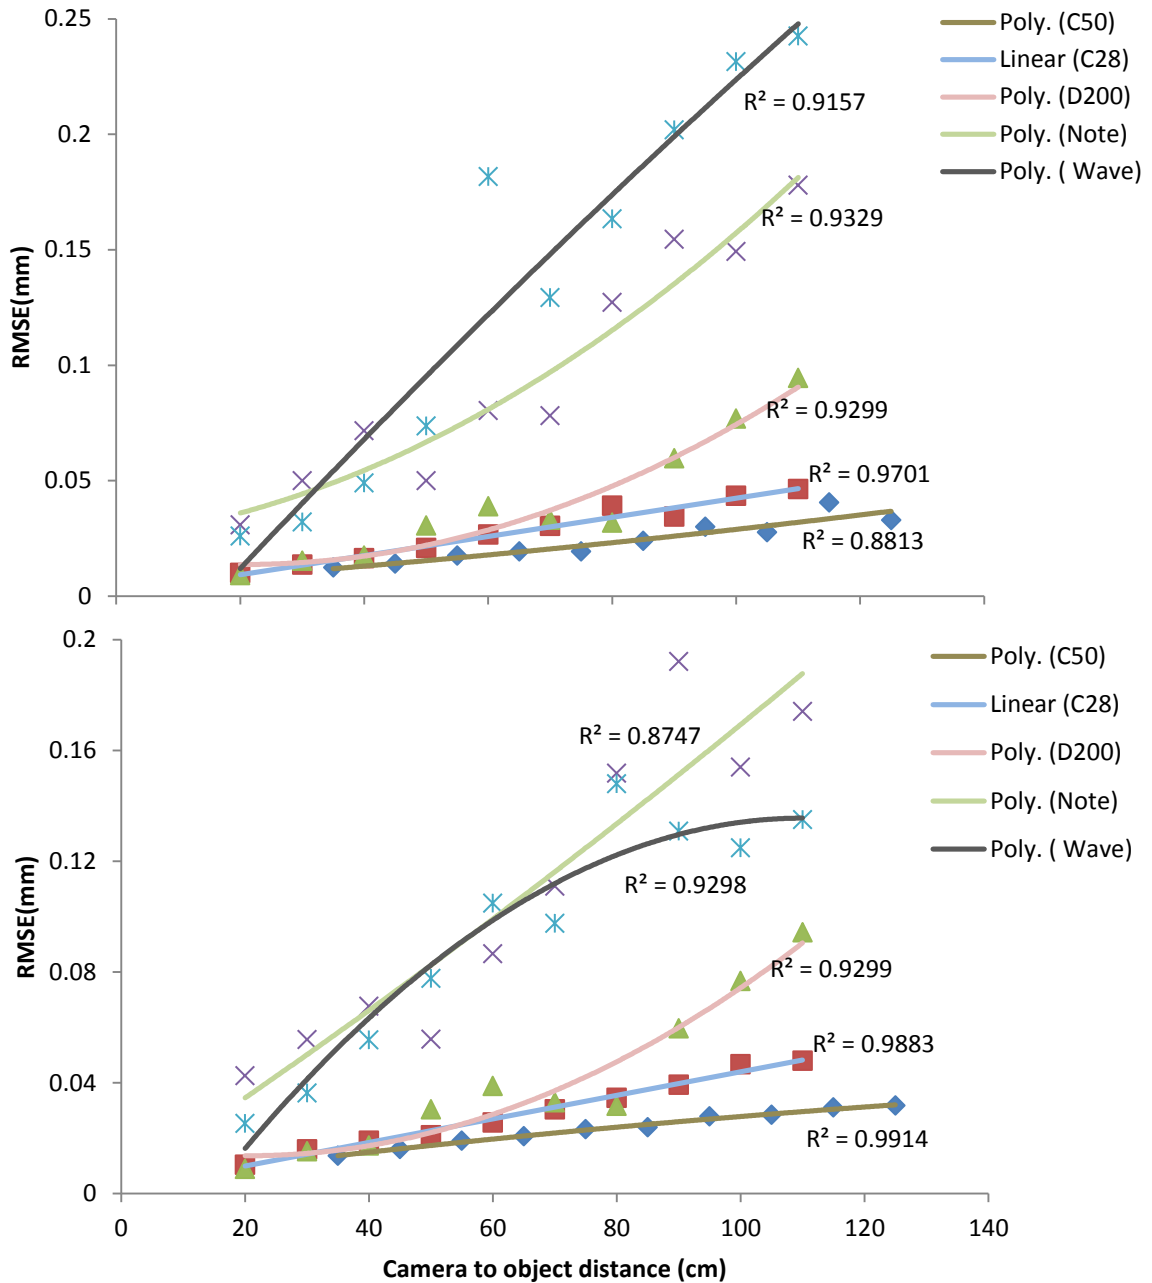 0.25
0.2
0.15
0.1
0.05
0
RMSE(mm)
R² = 0.9157
R² = 0.9329
R² = 0.9299
R² = 0.9701
R² = 0.8813
Poly. (C50)
Linear (C28)
Poly. (D200)
Poly. (Note)
Poly. ( Wave)
0.2
0.16
0.12
0.08
0.04
0
RMSE(mm)
R² = 0.8747
R² = 0.9298
R² = 0.9299
R² = 0.9883
R² = 0.9914
Poly. (C50)
Linear (C28)
Poly. (D200)
Poly. (Note)
Poly. ( Wave)
0 20 40 60 80 100 120 140
Camera to object distance (cm)